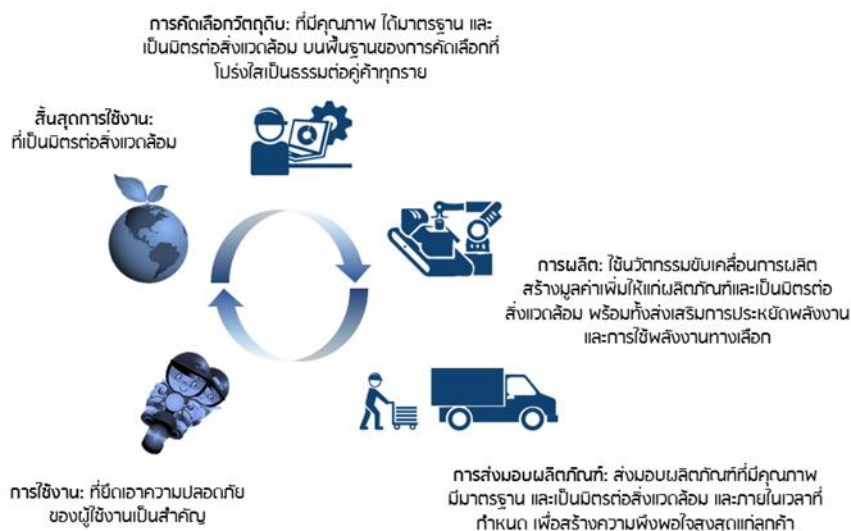 การคัดเลือกวัตถุดิบ: ที่มีคุณภาพ ได้มาตรฐาน และ
เป็นมิตรต่อสิ่งแวดล้อม บนพื้นฐานของการคัดเลือกที่
โปร่งใสเป็นธรรมต่อคู่ค้าทุกราย
สิ้นสุดการใช้งาน:
ที่เป็นมิตรต่อสิ่งแวดล้อม
การผลิต: ใช้นวัตกรรมขับเคลื่อนการผลิต
สร้างมูลค่าเพิ่มให้แก่ผลิตภัณฑ์และเป็นมิตรต่อ
สิ่งแวดล้อม พร้อมทั้งส่งเสริมการประหยัดพลังงาน
และการใช้พลังงานทางเลือก
การส่งมอบผลิตภัณฑ์: ส่งมอบผลิตภัณฑ์ที่มีคุณภาพ
มีมาตรฐาน และเป็นมิตรต่อสิ่งแวดล้อม และภายในเวลาที่
กำหนด เพื่อสร้างความพึงพอใจสูงสุดแก่ลูกค้า
การใช้งาน: ที่ยึดเอาความปลอดภัย
ของผู้ใช้งานเป็นสำคัญ